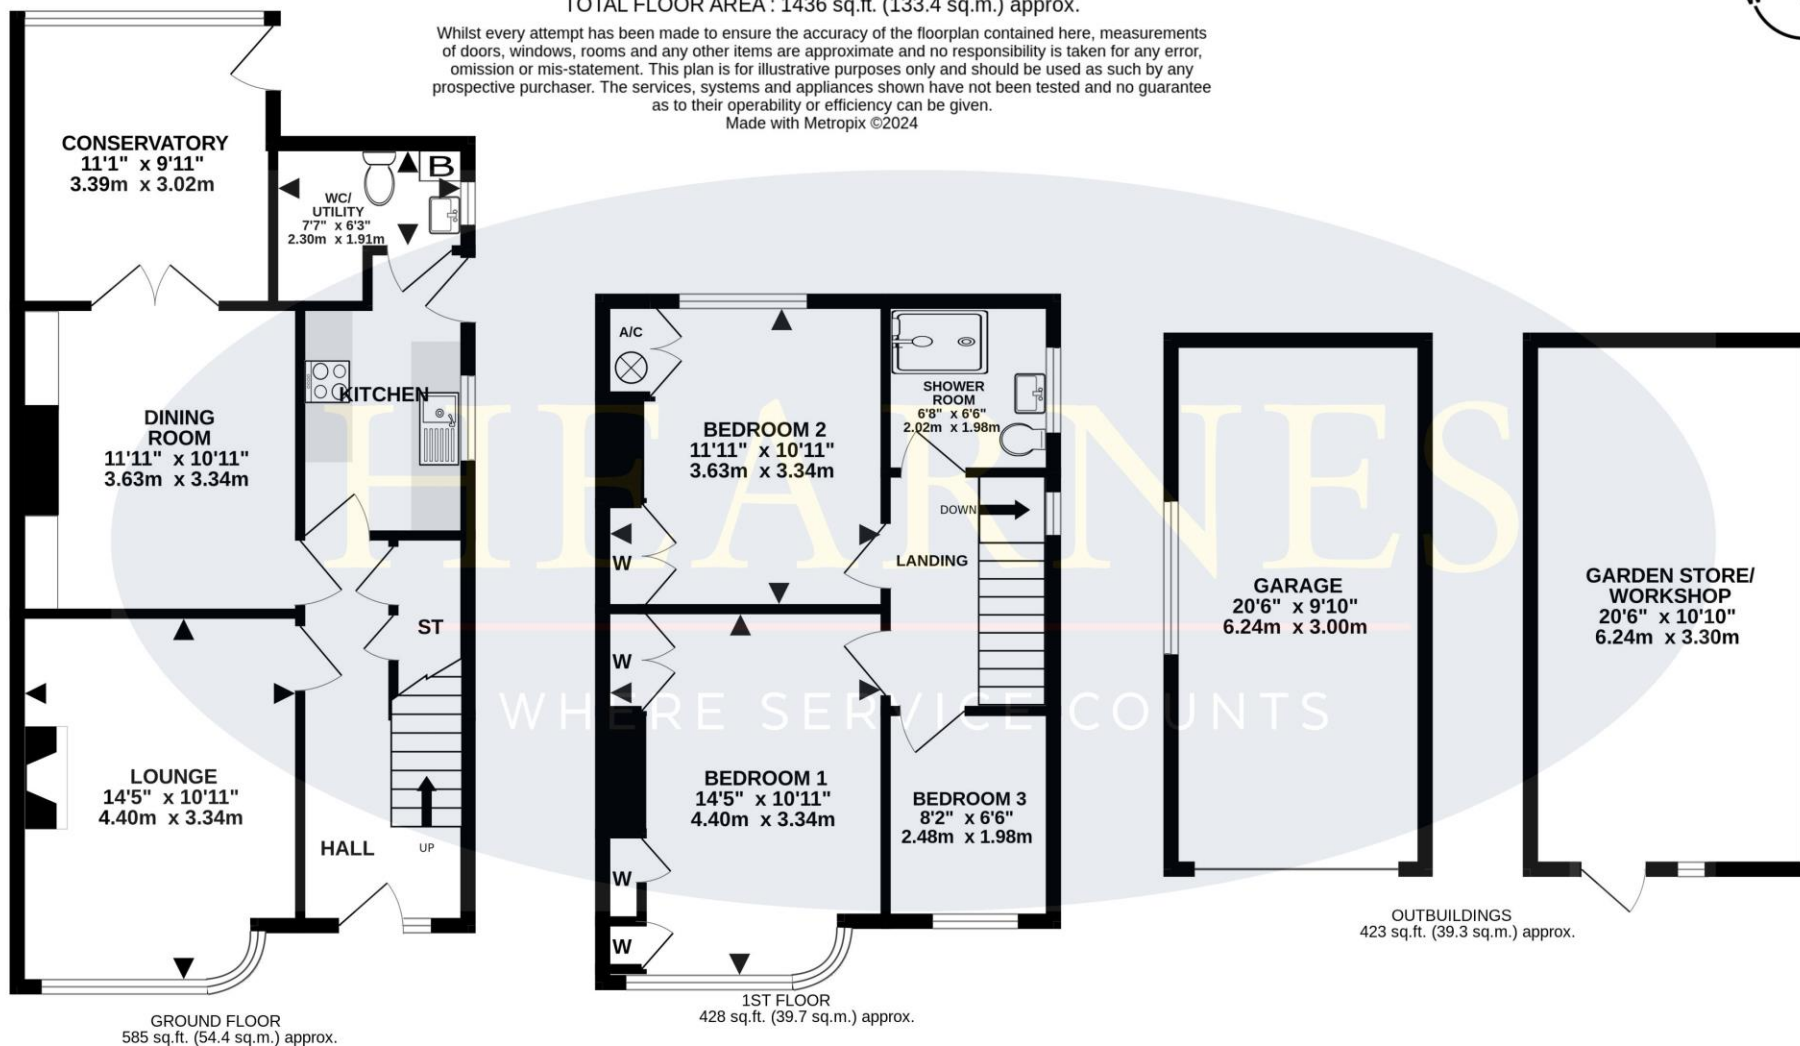 TOTAL FLOOR AREA : 1436 sq.ft. (133.4 sq.m.) approx.
Whilst every attempt has been made to ensure the accuracy of the floorplan contained here, measurements
of doors, windows, rooms and any other items are approximate and no responsibility is taken for any error,
omission or mis-statement. This plan is for illustrative purposes only and should be used as such by any
prospective purchaser. The services, systems and appliances shown have not been tested and no guarantee
as to their operability or efficiency can be given.
Made with Metropix ©2024
CONSERVATORY
11'1" x 9'11"
3.39m x 3.02m
B
WC/
UTILITY
7'7" x 6'3"
2.30m x 1.91m
KITCHEN
DINING
ROOM
11'11" x 10'11"
3.63m x 3.34m
ST
LOUNGE
14'5" x 10'11"
4.40m x 3.34m
HALL
UP
GROUND FLOOR
585 sq.ft. (54.4 sq.m.) approx.
A/C
SHOWER
ROOM
6'8" x 6'6"
2.02m x 1.98m
BEDROOM 2
11'11" x 10'11"
3.63m x 3.34m
DOWN
LANDING
W
W
BEDROOM 1
14'5" x 10'11"
4.40m x 3.34m
BEDROOM 3
8'2" x 6'6"
2.48m x 1.98m
W
W
1ST FLOOR
428 sq.ft. (39.7 sq.m.) approx.
GARAGE
20'6" x 9'10"
6.24m x 3.00m
GARDEN STORE/
WORKSHOP
20'6" x 10'10"
6.24m x 3.30m
OUTBUILDINGS
423 sq.ft. (39.3 sq.m.) approx.
HEARNES
WHERE SERVICE COUNTS